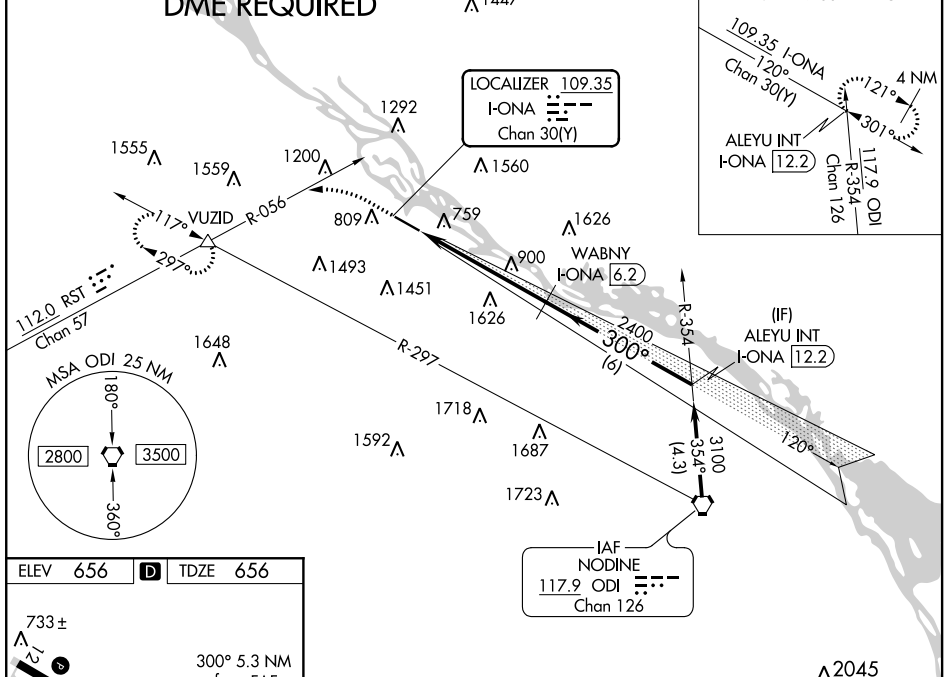 DME REQUIRED
1447
109.35 I-ONA
120°
Chan 30(Y)
121°
4 NM
301°
ALEYU INT
I-ONA 12.2
R-354
117.9 ODI
Chan 126
LOCALIZER 109.35
I-ONA
Chan 30(Y)
1292
1555
1559
1200
1560
R-056
117°
VUZID
297°
809
759
1626
900
WABNY
I-ONA 6.2
1493
1451
1626
112.0 RST
Chan 57
1648
R-297
2400
300°
(6)
R-354
(IF)
ALEYU INT
I-ONA 12.2
MSA ODI 25 NM
180°
2800
3500
360°
1718
1592
1687
1723
3100
354°
(4.3)
120°
IAF
NODINE
117.9 ODI
Chan 126
ELEV 656 D TDZE 656
733 ±
12
P
300° 5.3 NM
2045